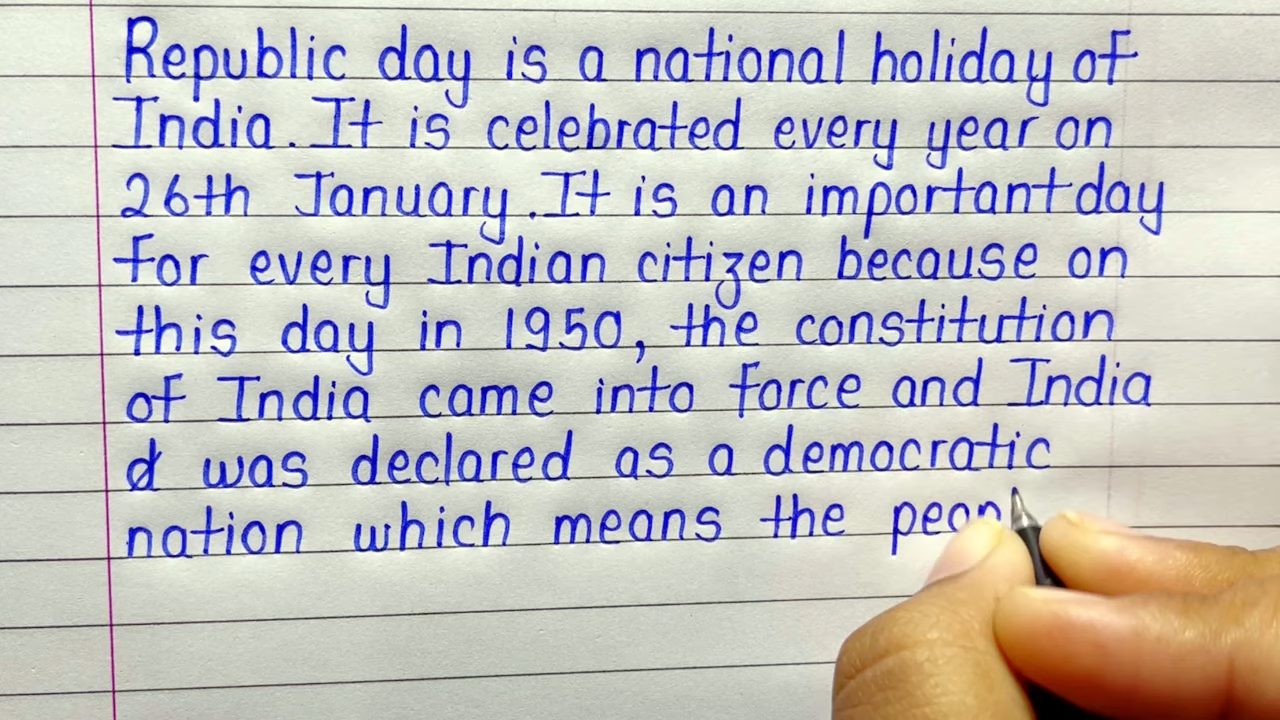 Republic day is a national holiday of
India. It is celebrated every year on
26th January. It is an important day
for every Indian citizen because on
this day in 1950, the constitution
of India came into force and India
was declared as a democratic
nation which means the